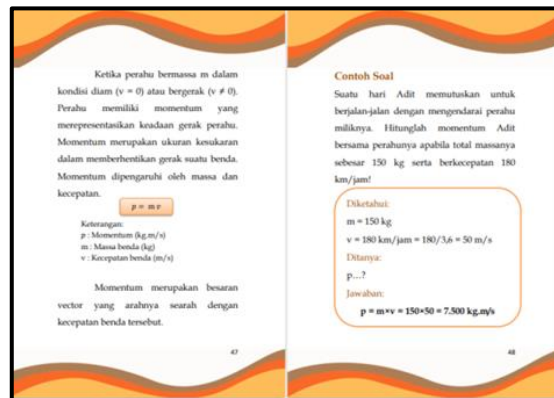 Ketika perahu bermassa m dalam
kondisi diam (v = 0) atau bergerak (v ≠ 0).
Perahu memiliki momentum yang
merepresentasikan keadaan gerak perahu.
Momentum merupakan ukuran kesukaran
dalam memberhentikan gerak suatu benda.
Momentum dipengaruhi oleh massa dan
kecepatan.
p = m v
Keterangan:
p : Momentum (kg.m/s)
m : Massa benda (kg)
v : Kecepatan benda (m/s)
Momentum merupakan besaran
vector yang arahnya searah dengan
kecepatan benda tersebut.
47
Contoh Soal
Suatu hari Adit memutuskan untuk
berjalan-jalan dengan mengendarai perahu
miliknya. Hitunglah momentum Adit
bersama perahunya apabila total massanya
sebesar 150 kg serta berkecepatan 180
km/jam!
Diketahui:
m = 150 kg
v = 180 km/jam = 180/3,6 = 50 m/s
Ditanya:
p...?
Jawaban:
p = m×v = 150×50 = 7.500 kg.m/s
48